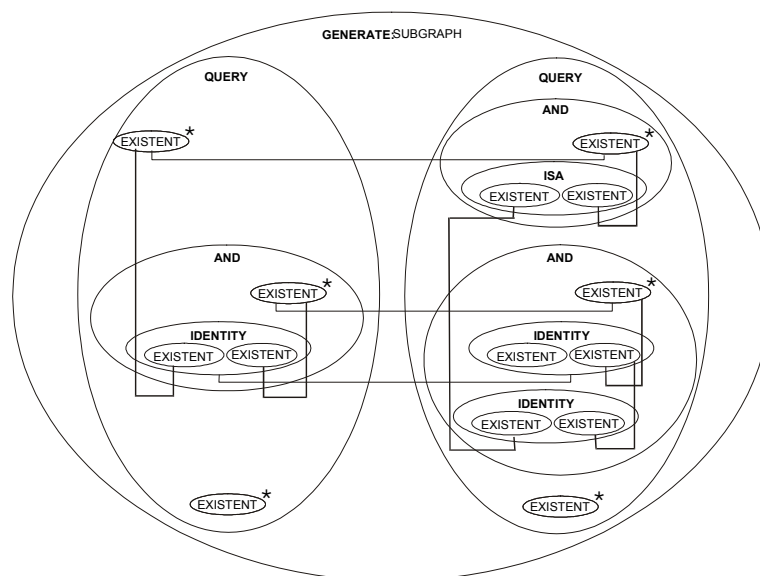 GENERATE:SUBGRAPH
QUERY
EXISTENT*
AND
EXISTENT*
IDENTITY
EXISTENT EXISTENT
EXISTENT*
QUERY
AND
EXISTENT*
ISA
EXISTENT EXISTENT
AND
EXISTENT*
IDENTITY
EXISTENT EXISTENT
IDENTITY
EXISTENT EXISTENT
EXISTENT*